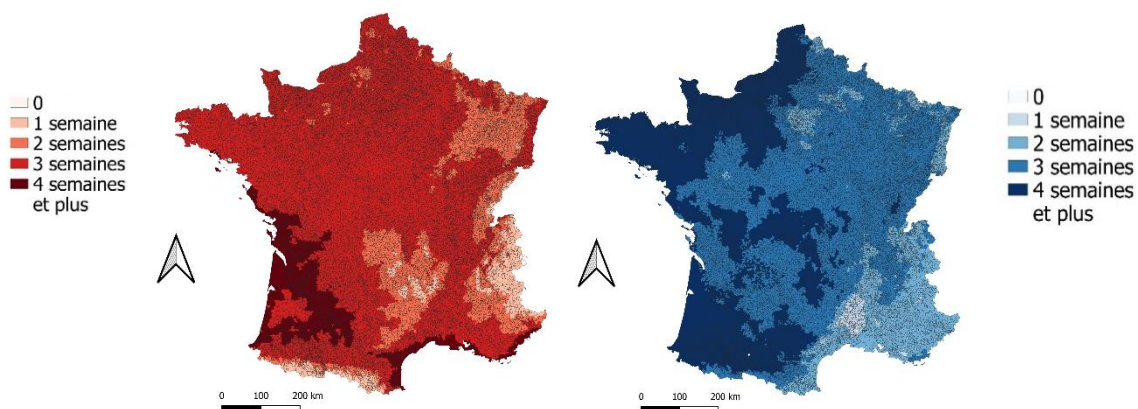 0
1 semaine
2 semaines
3 semaines
4 semaines
et plus
0 100 200 km
0
1 semaine
2 semaines
3 semaines
4 semaines
et plus
0 100 200 km